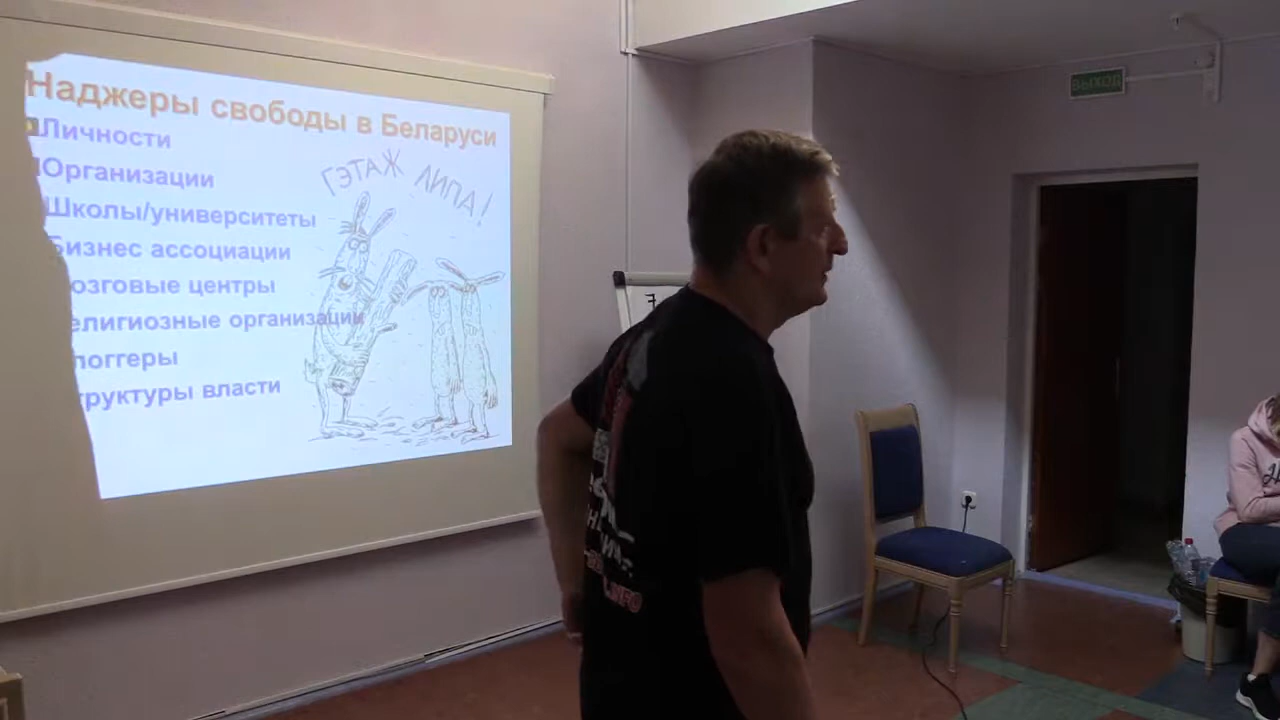 Наджеры свободы в Беларуси
Личности
Организации
Школы/университеты
Бизнес ассоциации
озговые центры
елигиозные организации
логгеры
труктуры власти
ГЭТАЖ ЛИПА!
ВЫХОД
7